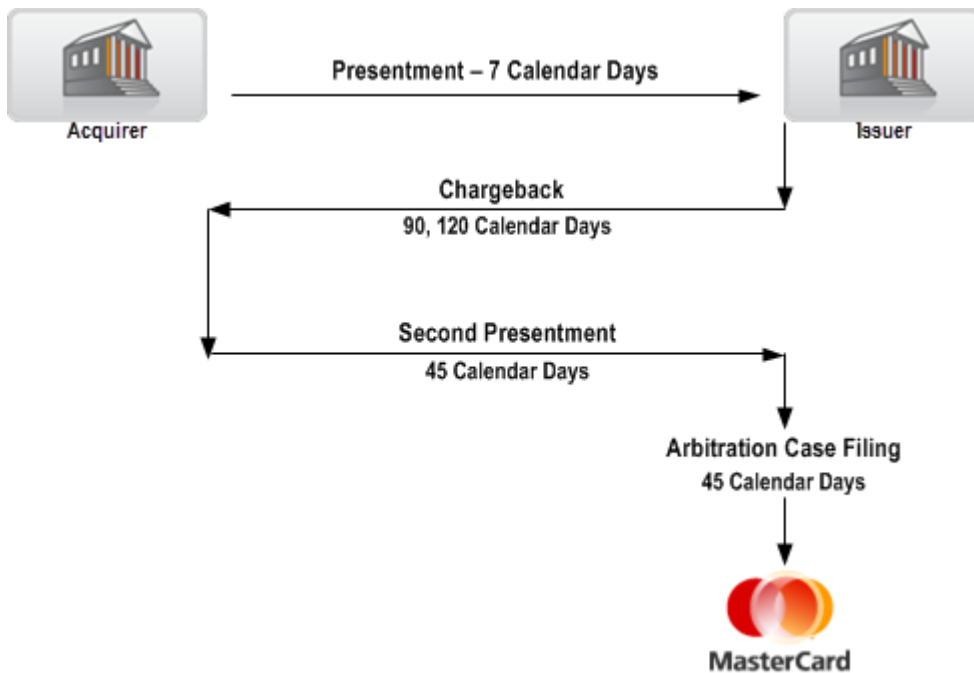 Presentment – 7 Calendar Days
Acquirer
Issuer
Chargeback
90, 120 Calendar Days
Second Presentment
45 Calendar Days
Arbitration Case Filing
45 Calendar Days
MasterCard